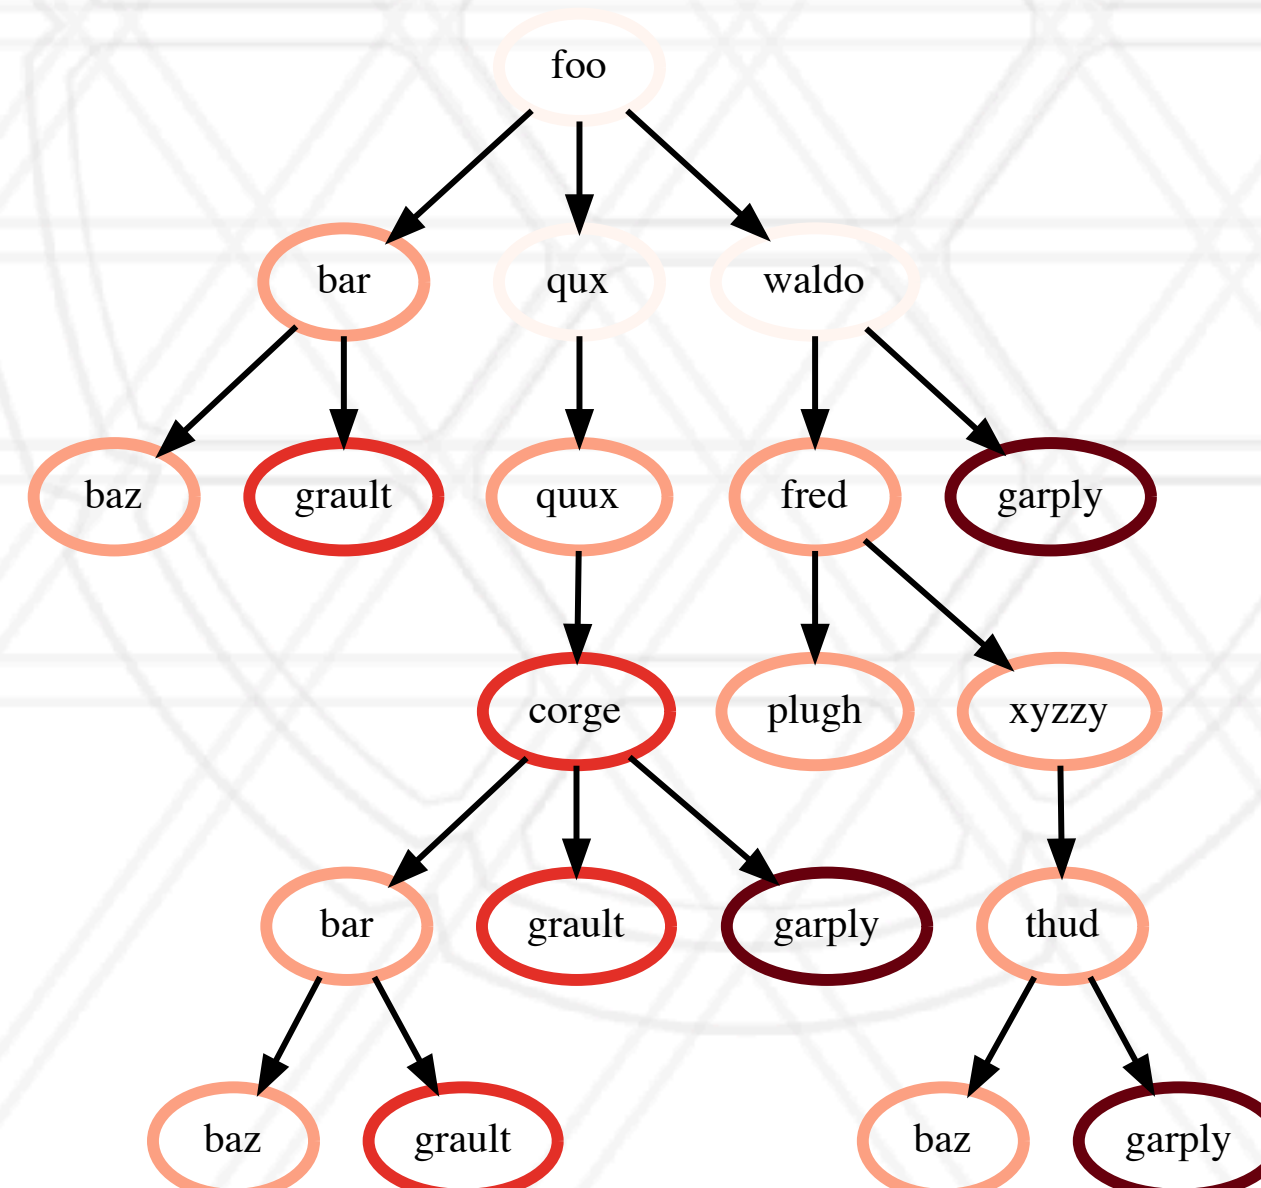 foo
bar
qux
waldo
baz
grault
quux
fred
garply
corge
plugh
xyzzy
bar
grault
garply
thud
baz
grault
baz
garply